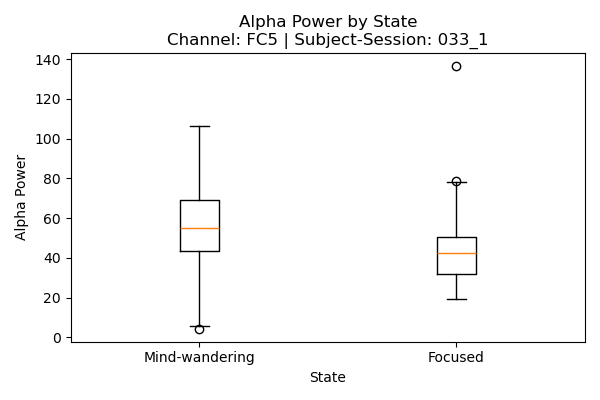 Alpha Power by State
Channel: FC5 | Subject-Session: 033_1
140
120
100
80
60
40
20
0
Alpha Power
Mind-wandering
Focused
State